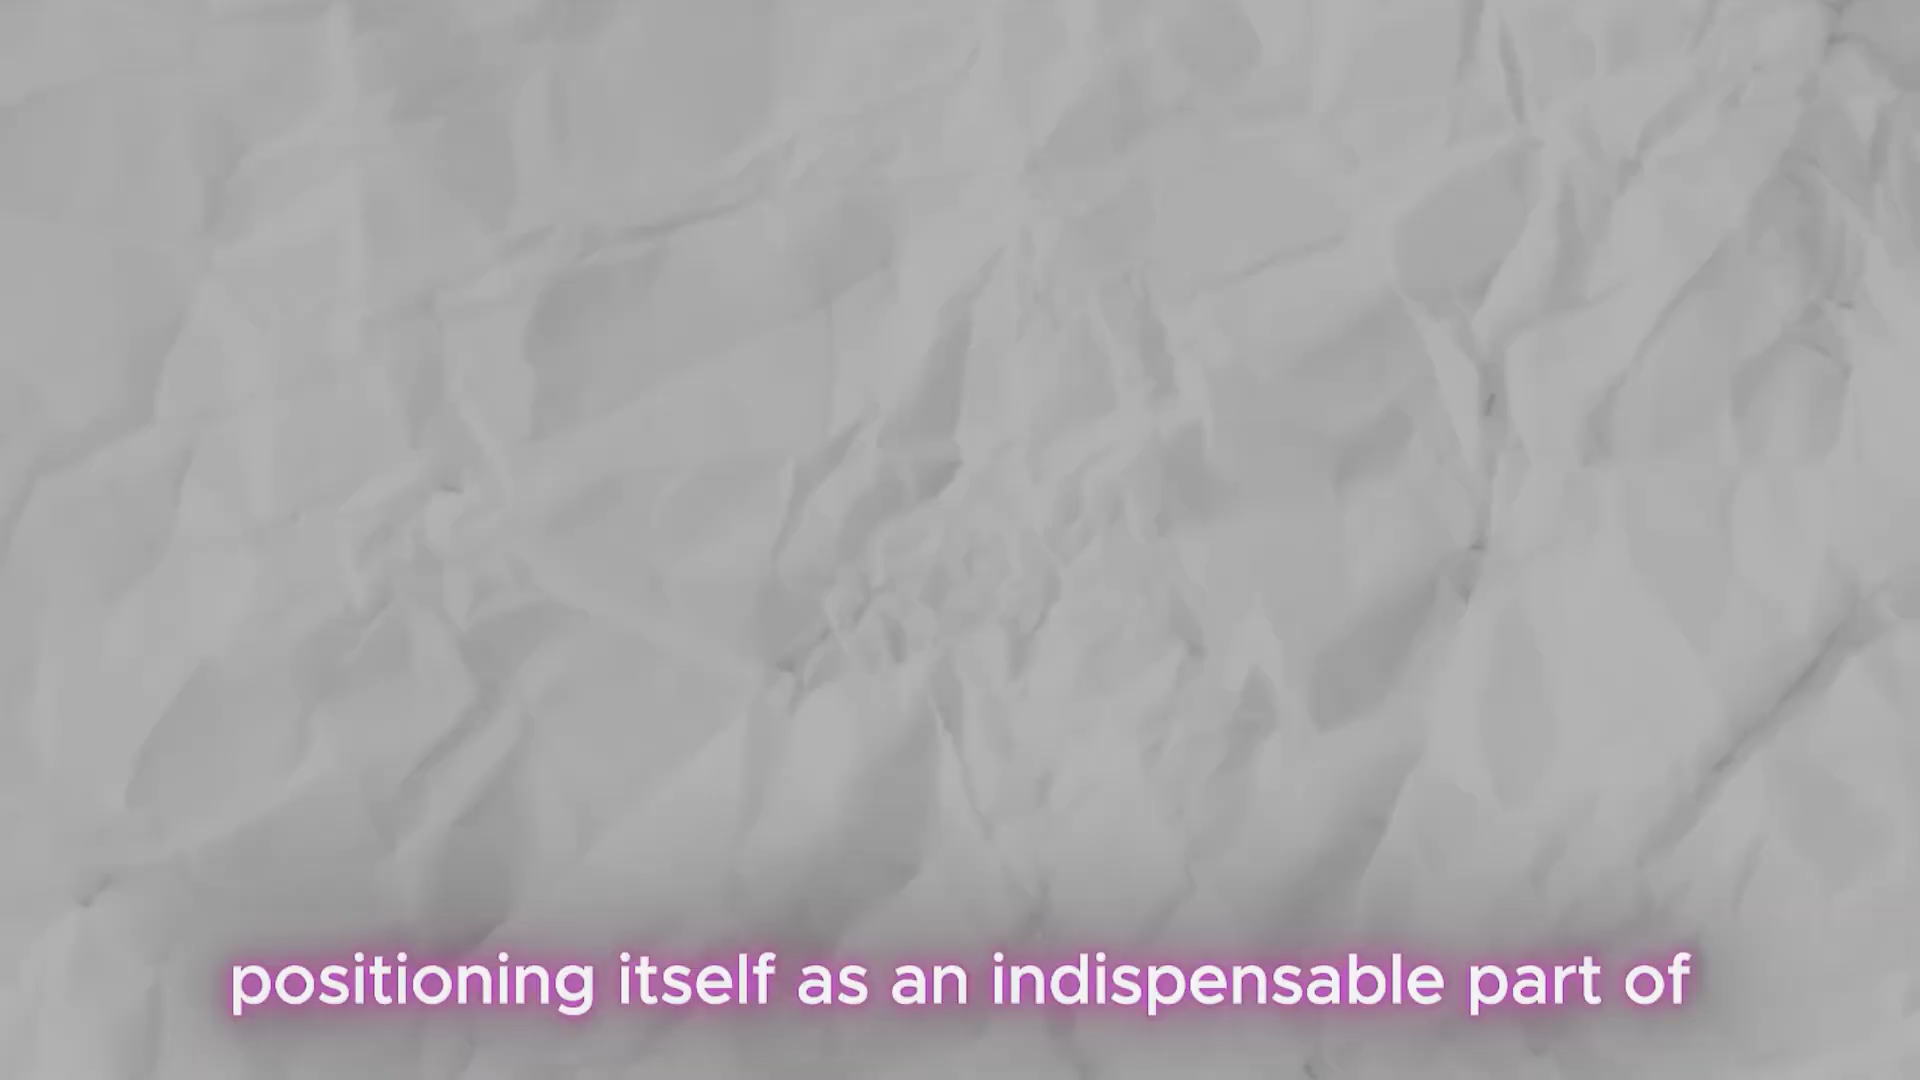 positioning itself as an indispensable part of